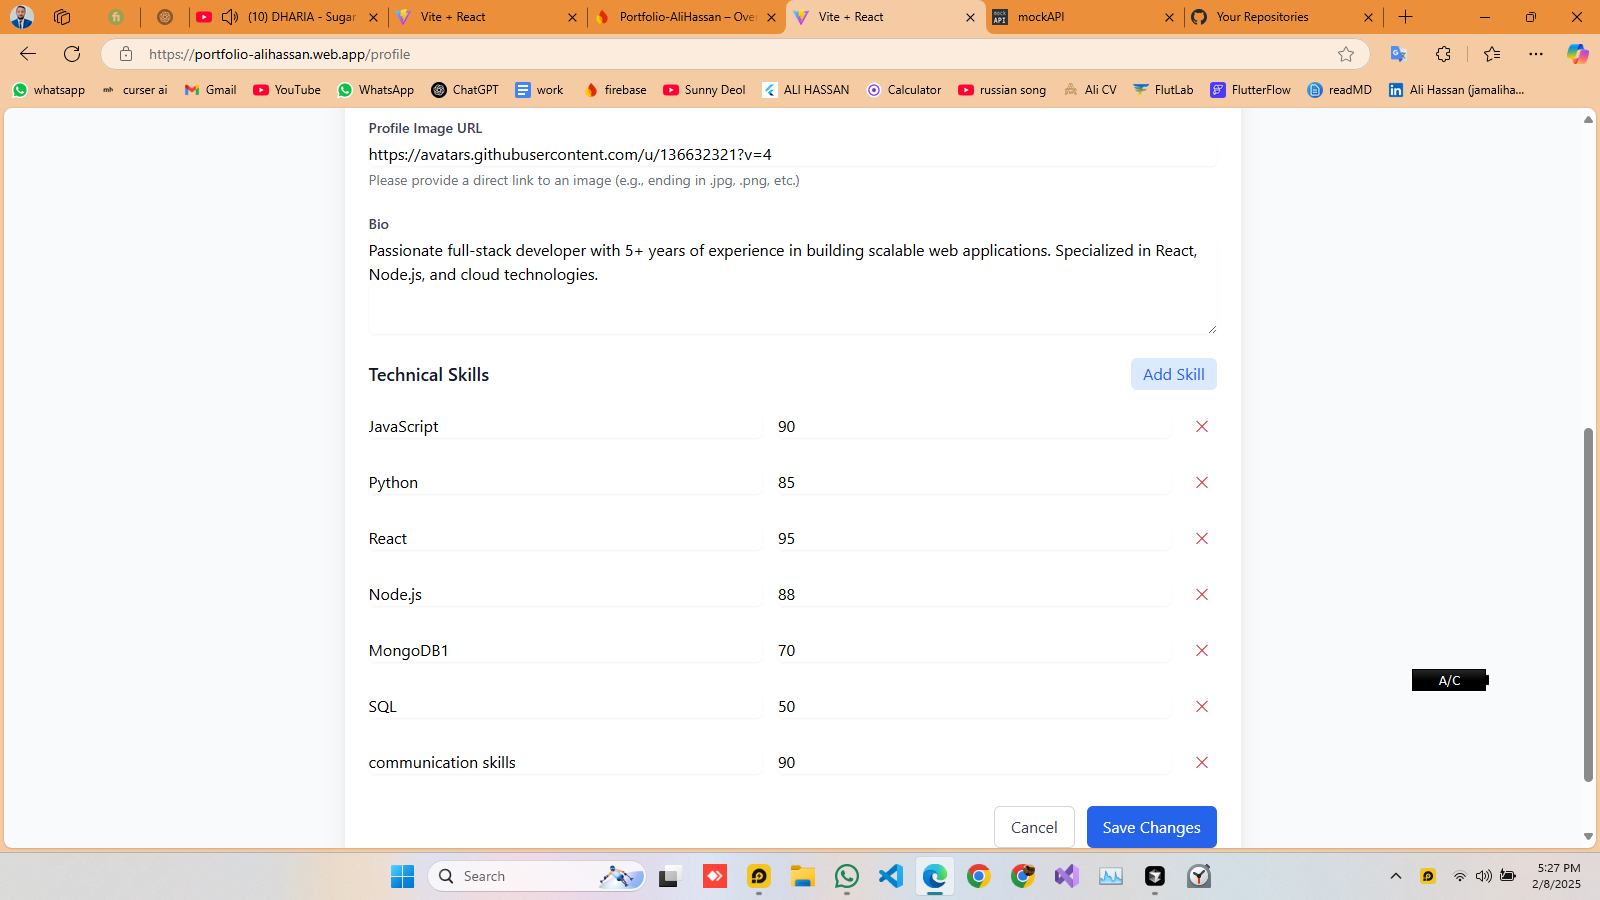 (10) DHARIA - Sugar
Vite + React
Portfolio-AliHassan – Over
Vite + React
mock API
mockAPI
Your Repositories
https://portfolio-alihassan.web.app/profile
whatsapp
mh
curser ai
Gmail
YouTube
WhatsApp
ChatGPT
work
firebase
Sunny Deol
ALI HASSAN
Calculator
russian song
Ali CV
FlutLab
FlutterFlow
readMD
Ali Hassan (jamaliha...
Profile Image URL
https://avatars.githubusercontent.com/u/136632321?v=4
Please provide a direct link to an image (e.g., ending in .jpg, .png, etc.)
Bio
Passionate full-stack developer with 5+ years of experience in building scalable web applications. Specialized in React,
Node.js, and cloud technologies.
Technical Skills
Add Skill
JavaScript 90
Python 85
React 95
Node.js 88
MongoDB1 70
SQL 50
communication skills 90
A/C
Cancel
Save Changes
Search
5:27 PM
2/8/2025